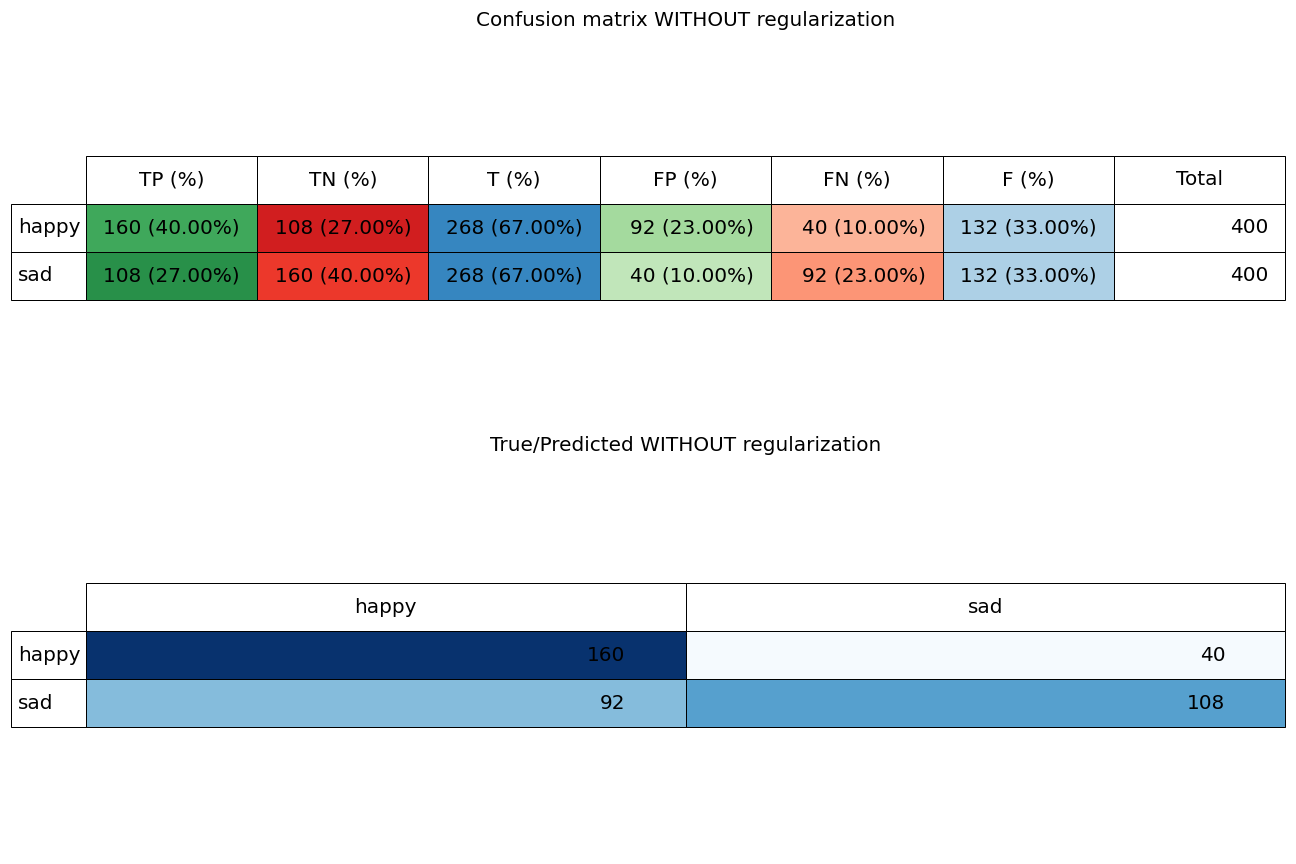 Confusion matrix WITHOUT regularization
TP (%) TN (%) T (%) FP (%) FN (%) F (%) Total
happy 160 (40.00%) 108 (27.00%) 268 (67.00%) 92 (23.00%) 40 (10.00%) 132 (33.00%) 400
sad 108 (27.00%) 160 (40.00%) 268 (67.00%) 40 (10.00%) 92 (23.00%) 132 (33.00%) 400
True/Predicted WITHOUT regularization
happy sad
happy 160 40
sad 92 108